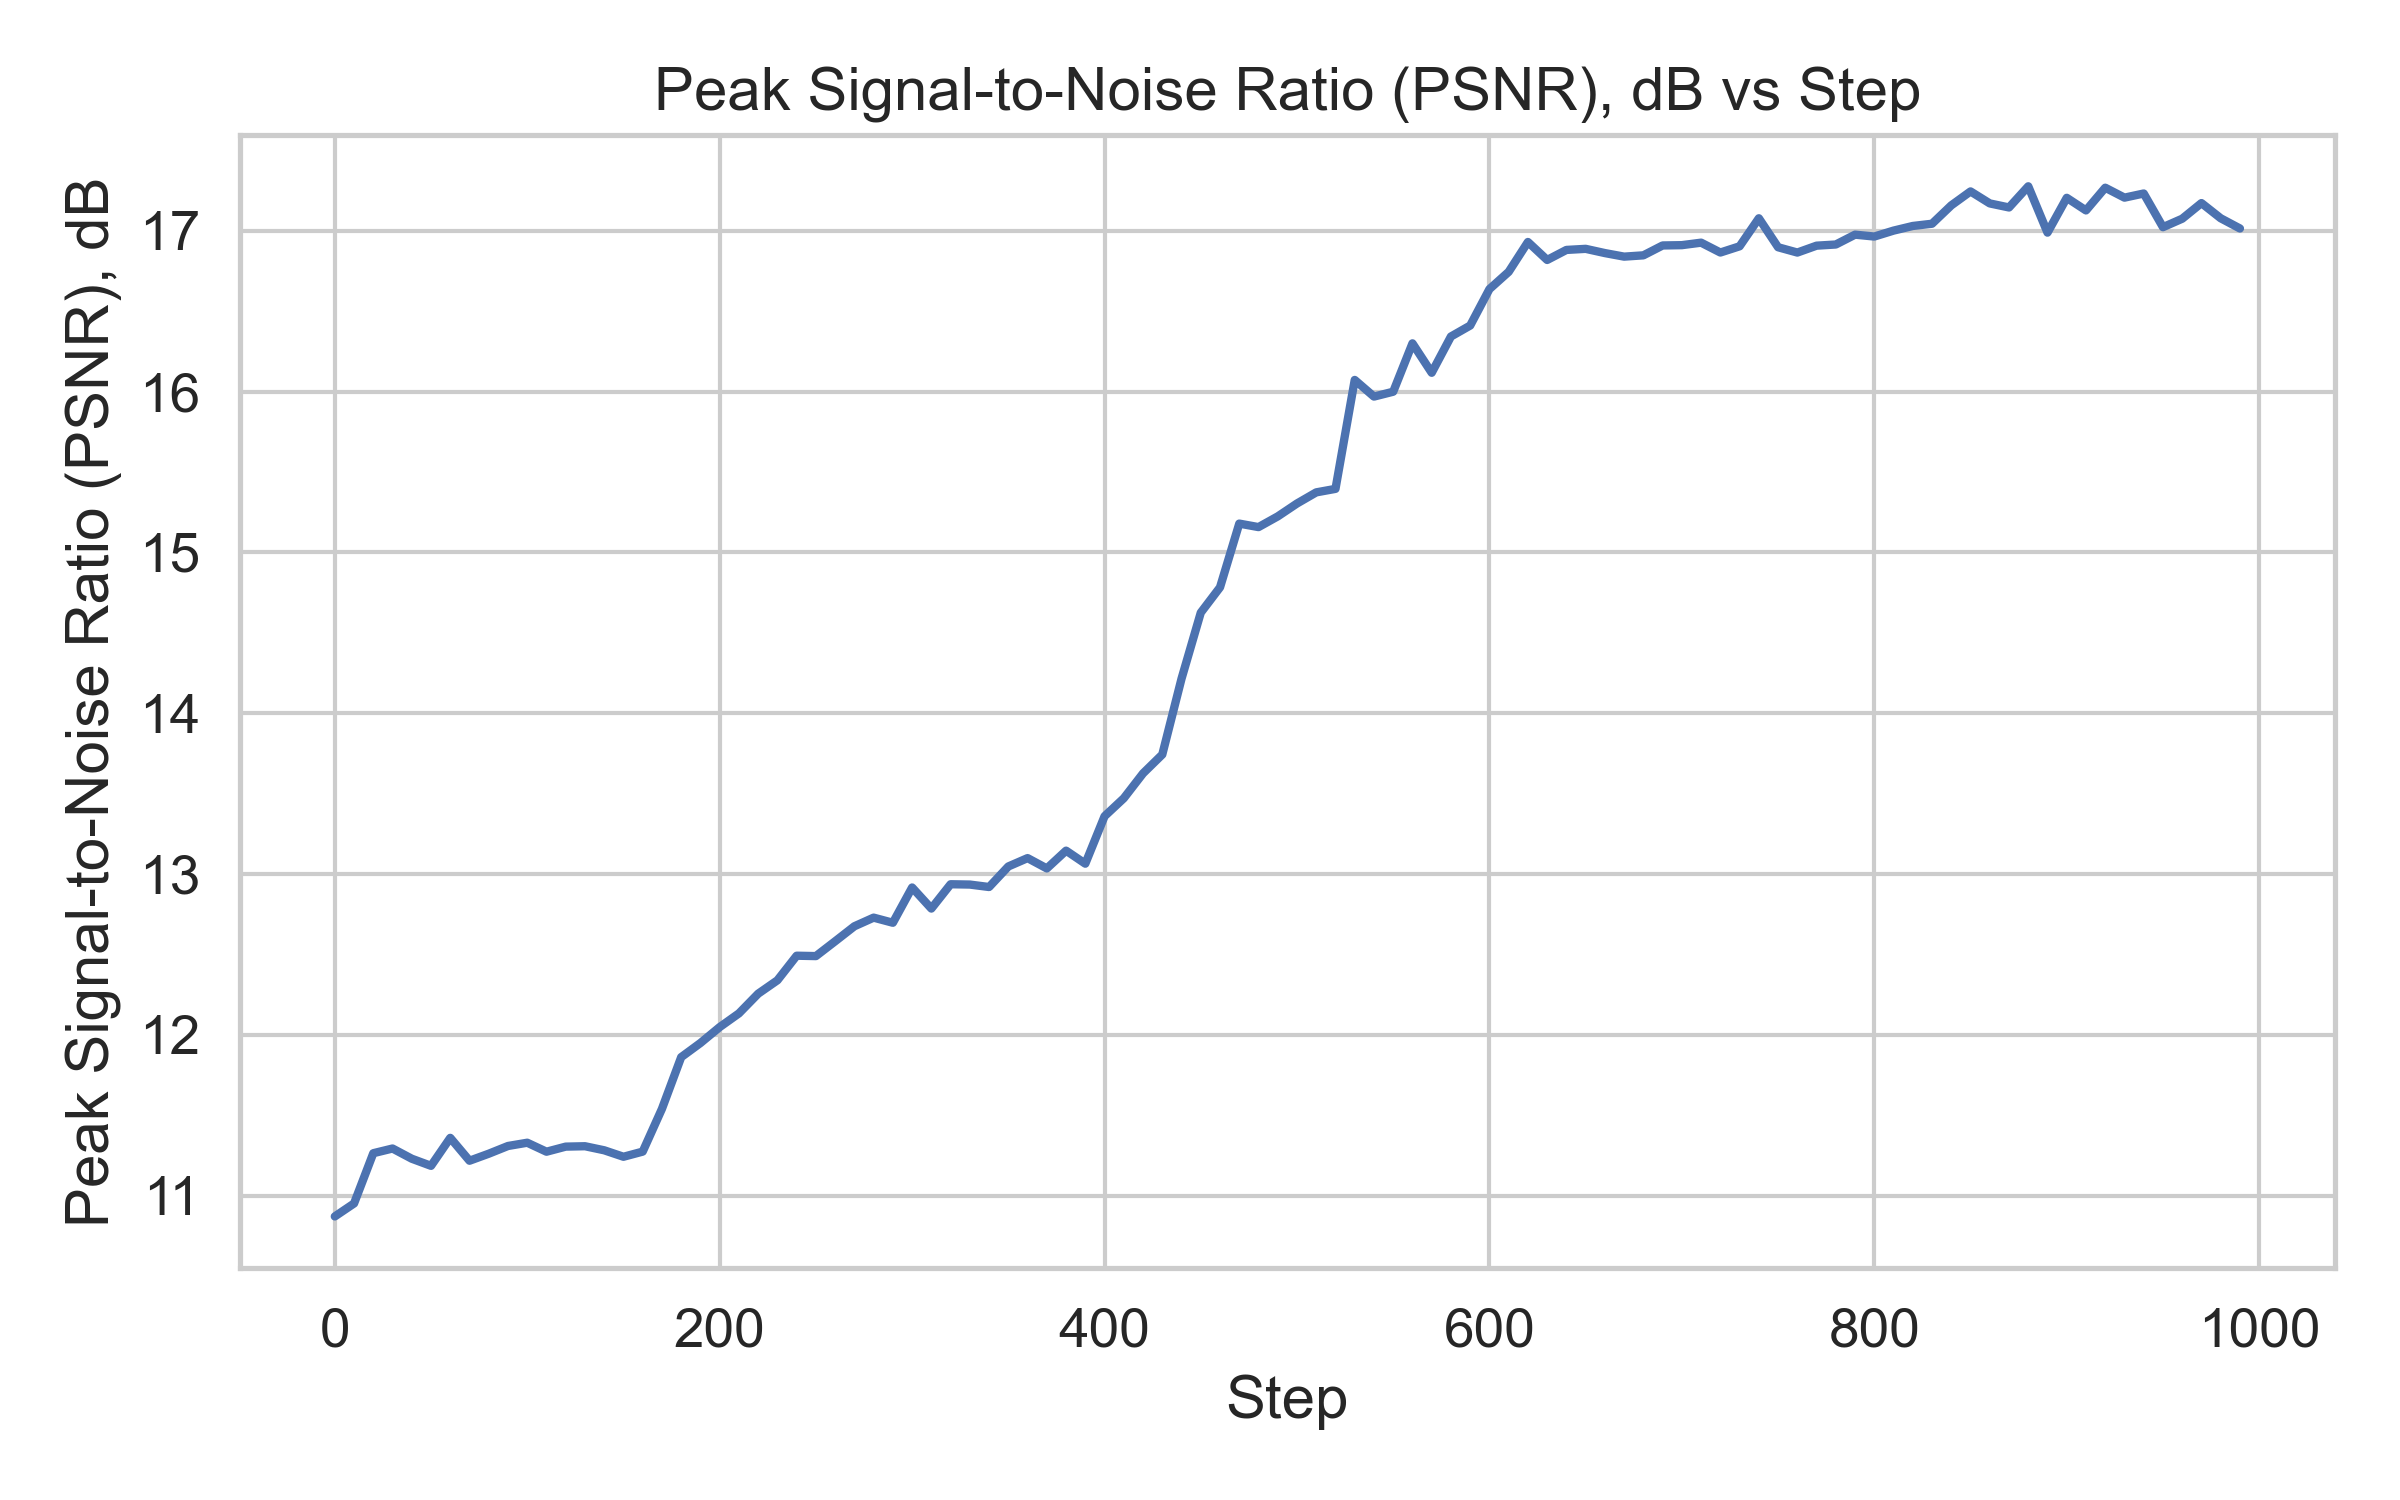 Peak Signal-to-Noise Ratio (PSNR), dB vs Step
Peak Signal-to-Noise Ratio (PSNR), dB
17
16
15
14
13
12
11
0 200 400 600 800 1000
Step